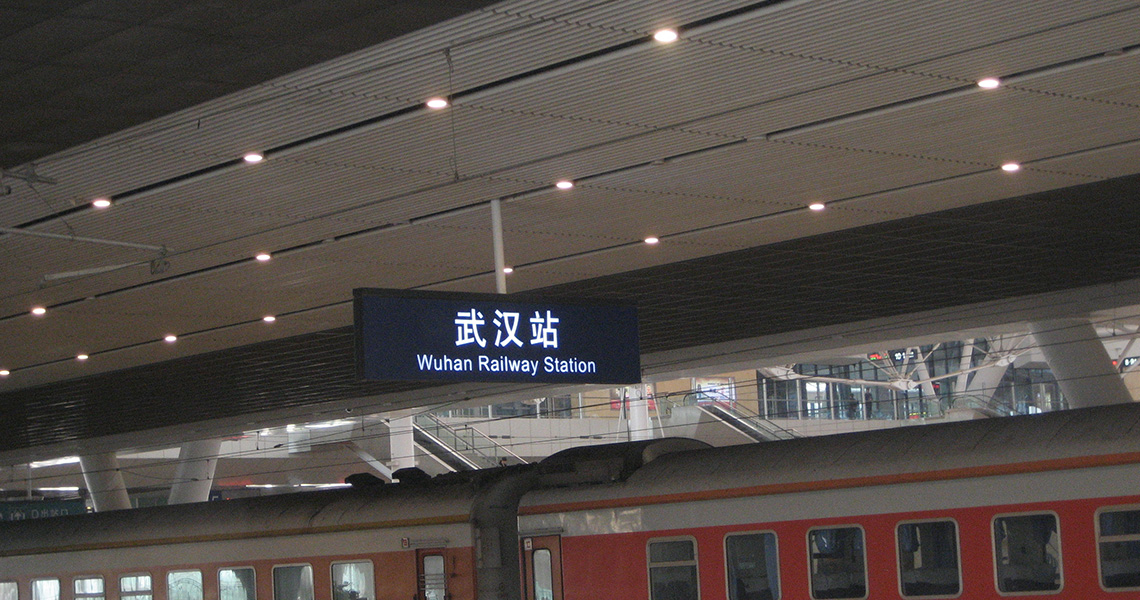 武汉站
Wuhan Railway Station